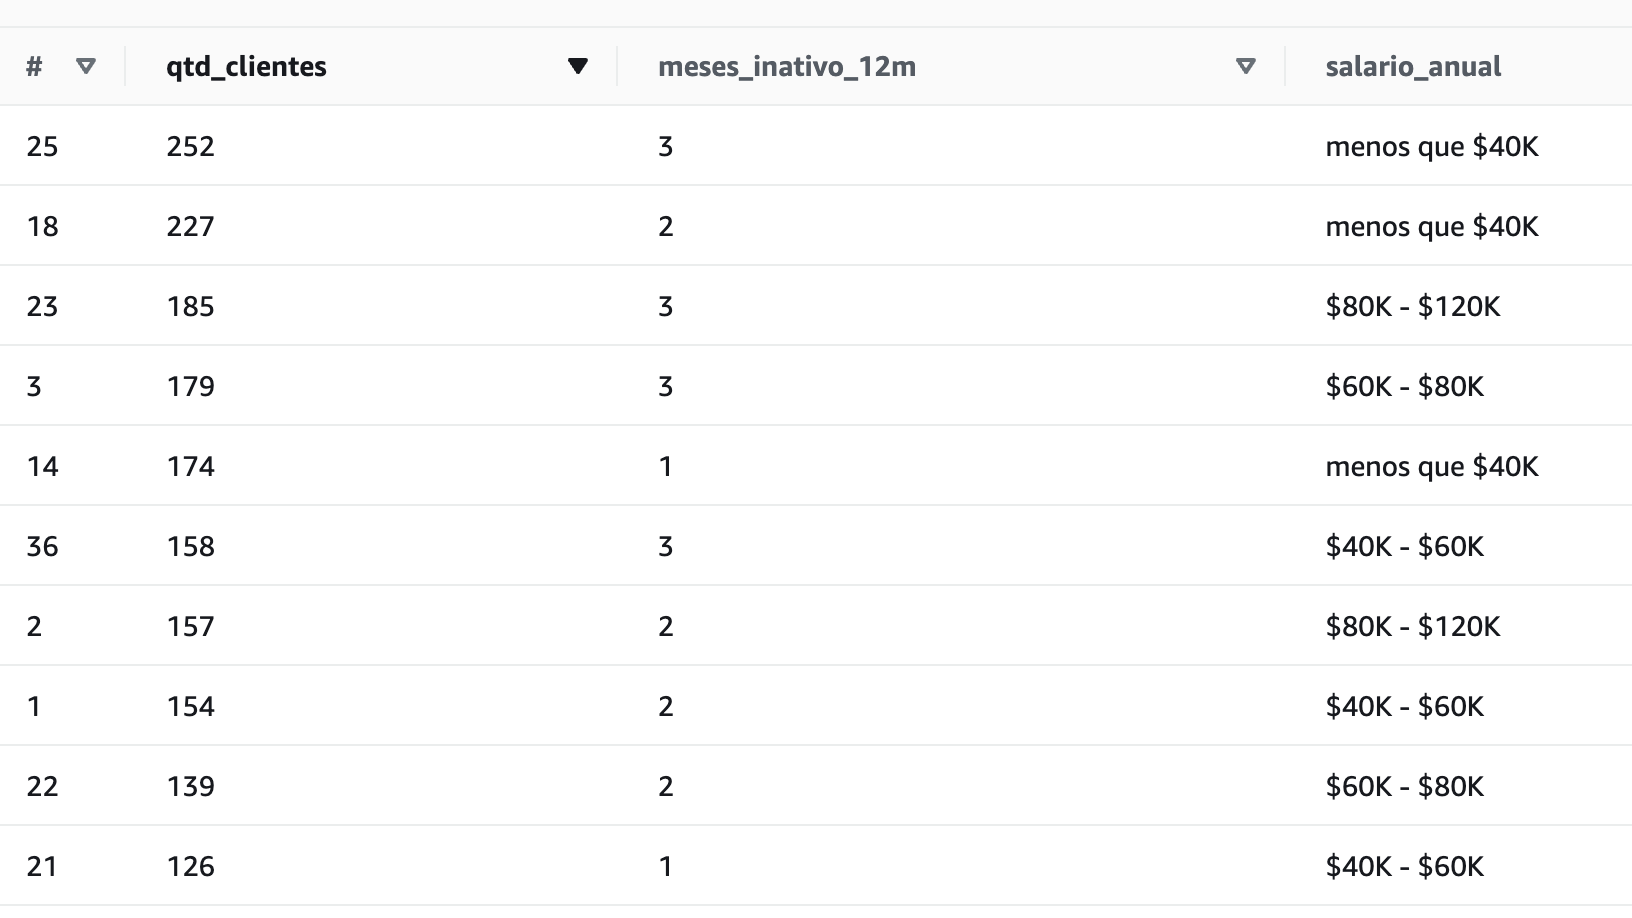 # qtd_clientes meses_inativo_12m salario_anual
25 252 3 menos que $40K
18 227 2 menos que $40K
23 185 3 $80K - $120K
3 179 3 $60K - $80K
14 174 1 menos que $40K
36 158 3 $40K - $60K
2 157 2 $80K - $120K
1 154 2 $40K - $60K
22 139 2 $60K - $80K
21 126 1 $40K - $60K